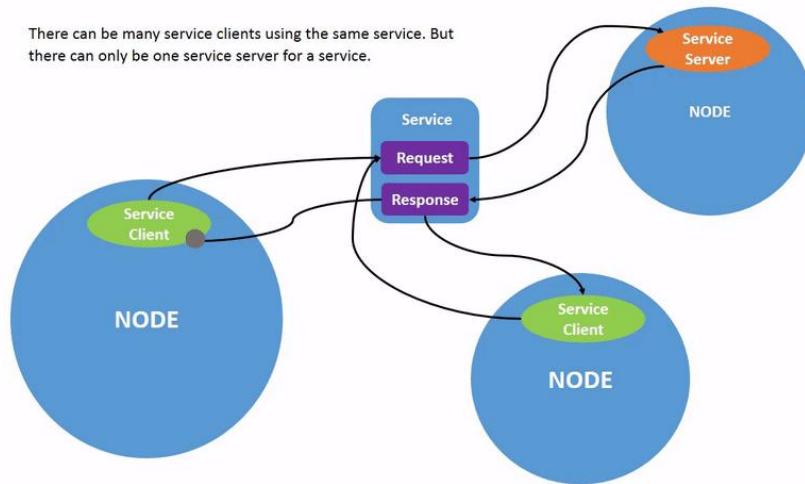 There can be many service clients using the same service. But
there can only be one service server for a service.
Service
Server
NODE
Service
Request
Response
Service
Client
NODE
Service
Client
NODE